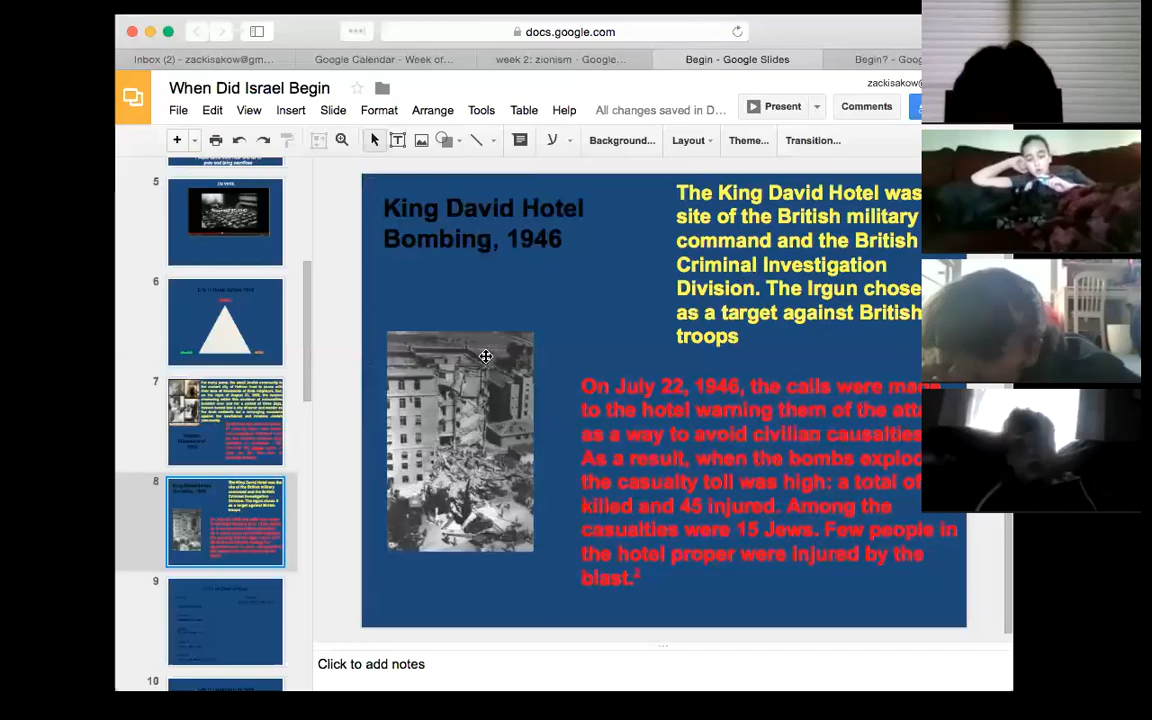 docs.google.com
Inbox (2) - zackisakow@gm...
Google Calendar - Week of...
week 2: zionism - Google...
Begin - Google Slides
Begin? - Goog
When Did Israel Begin
zackisakow@
File Edit View Insert Format Slide Arrange Tools Table Help All changes saved in D...
Present
Comments
Background...
Layout
Theme...
Transition...
5
6
7
8
9
10
King David Hotel
Bombing, 1946
The King David Hotel was
site of the British military
command and the British
Criminal Investigation
Division. The Irgun chose
as a target against British
troops
On July 22, 1946, the calls were made
to the hotel warning them of the atta
as a way to avoid civilian causalties
As a result, when the bombs explod
the casualty toll was high: a total of
killed and 45 injured. Among the
casualties were 15 Jews. Few people in
the hotel proper were injured by the
blast.2
Click to add notes